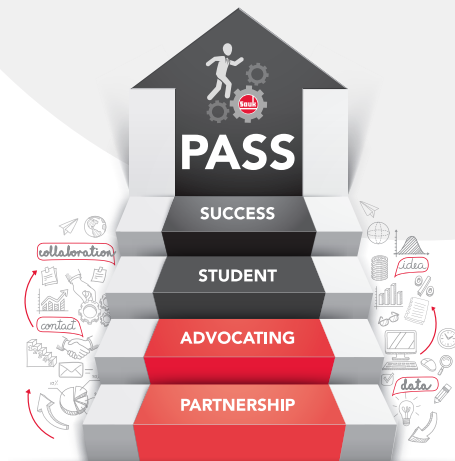 Sauk
PASS
SUCCESS
STUDENT
ADVOCATING
PARTNERSHIP
collaboration
contact
idea
%
data